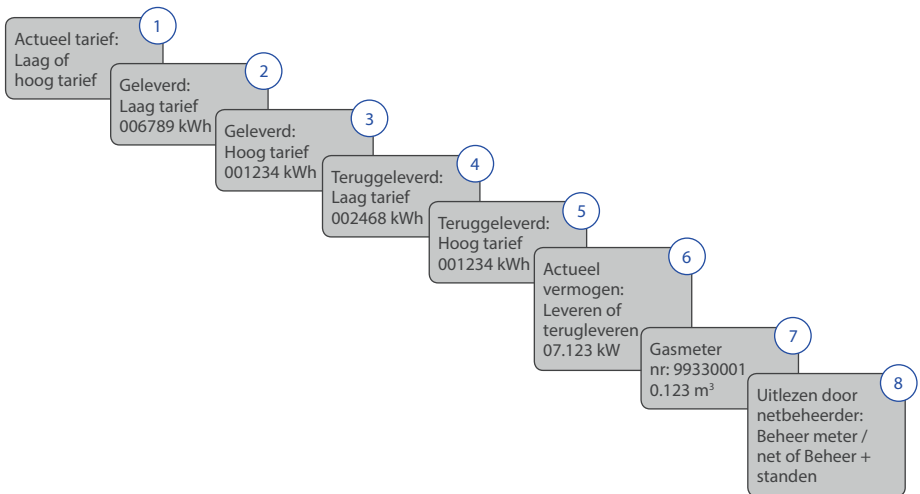 1
Actueel tarief:
Laag of
hoog tarief
2
Geleverd:
Laag tarief
006789 kWh
3
Geleverd:
Hoog tarief
001234 kWh
4
Teruggeleverd:
Laag tarief
002468 kWh
5
Teruggeleverd:
Hoog tarief
001234 kWh
6
Actueel
vermogen:
Leveren of
terugleveren
07.123 kW
7
Gasmeter
nr: 99330001
0.123 m³
8
Uitlezen door
netbeheerder:
Beheer meter /
net of Beheer +
standen